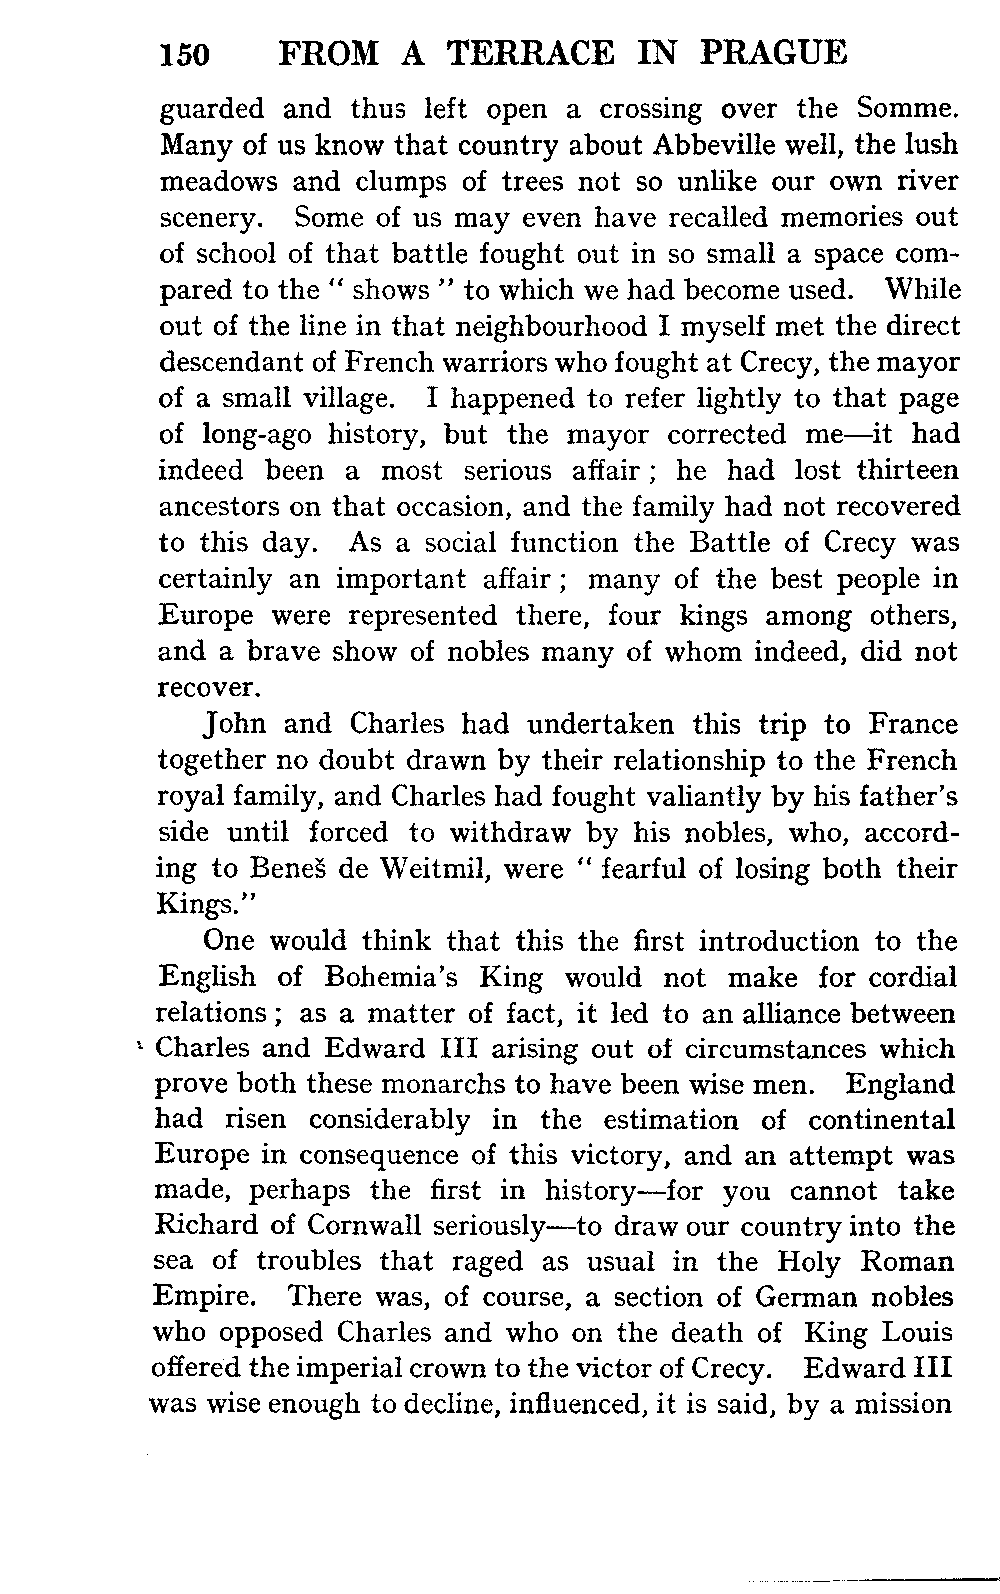 150 FROM A TERRACE IN PRAGUE
guarded and thus left open a crossing over the Somme.
Many of us know that country about Abbeville well, the lush
meadows and clumps of trees not so unlike our own river
scenery. Some of us may even have recalled memories out
of school of that battle fought out in so small a space com-
pared to the “ shows ” to which we had become used. While
out of the line in that neighbourhood I myself met the direct
descendant of French warriors who fought at Crecy, the mayor
of a small village. I happened to refer lightly to that page
of long-ago history, but the mayor corrected me—it had
indeed been a most serious affair ; he had lost thirteen
ancestors on that occasion, and the family had not recovered
to this day. As a social function the Battle of Crecy was
certainly an important affair ; many of the best people in
Europe were represented there, four kings among others,
and a brave show of nobles many of whom indeed, did not
recover.
John and Charles had undertaken this trip to France
together no doubt drawn by their relationship to the French
royal family, and Charles had fought valiantly by his father's
side until forced to withdraw by his nobles, who, accord-
ing to Beneš de Weitmil, were “ fearful of losing both their
Kings.”
One would think that this the first introduction to the
English of Bohemia's King would not make for cordial
relations ; as a matter of fact, it led to an alliance between
Charles and Edward III arising out of circumstances which
prove both these monarchs to have been wise men. England
had risen considerably in the estimation of continental
Europe in consequence of this victory, and an attempt was
made, perhaps the first in history—for you cannot take
Richard of Cornwall seriously—to draw our country into the
sea of troubles that raged as usual in the Holy Roman
Empire. There was, of course, a section of German nobles
who opposed Charles and who on the death of King Louis
offered the imperial crown to the victor of Crecy. Edward III
was wise enough to decline, influenced, it is said, by a mission